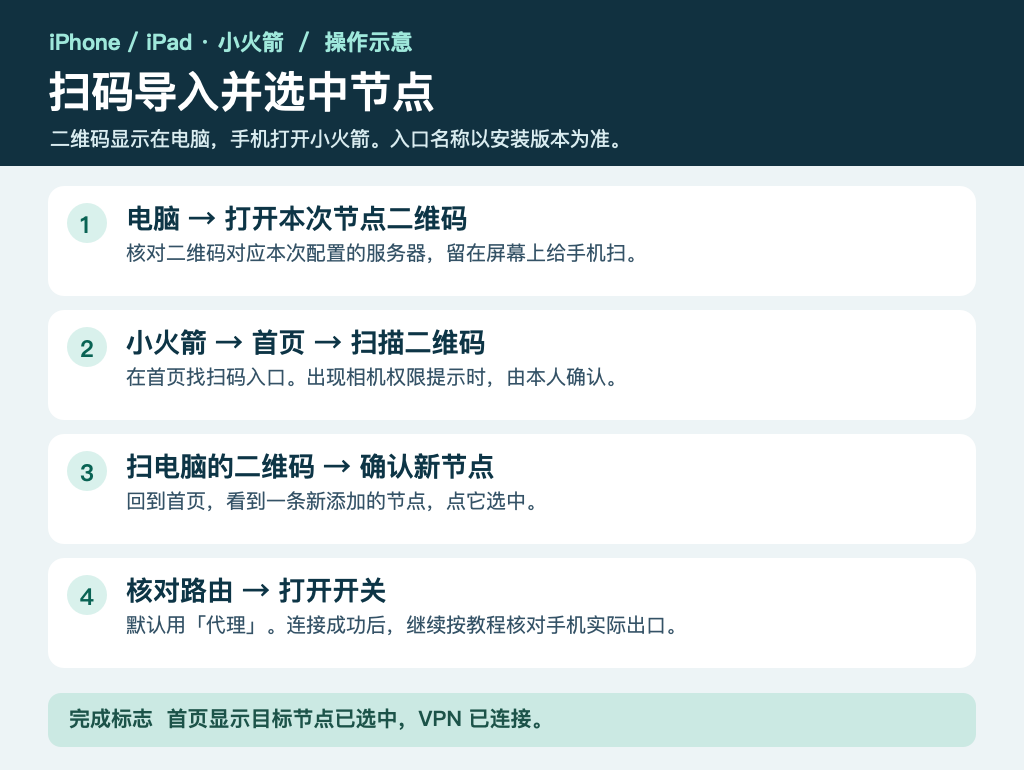 iPhone / iPad · 小火箭 / 操作示意
扫码导入并选中节点
二维码显示在电脑，手机打开小火箭。入口名称以安装版本为准。
1
电脑 → 打开本次节点二维码
核对二维码对应本次配置的服务器，留在屏幕上给手机扫。
2
小火箭 → 首页 → 扫描二维码
在首页找扫码入口。出现相机权限提示时，由本人确认。
3
扫电脑的二维码 → 确认新节点
回到首页，看到一条新添加的节点，点它选中。
4
核对路由 → 打开开关
默认用「代理」。连接成功后，继续按教程核对手机实际出口。
完成标志 首页显示目标节点已选中，VPN 已连接。